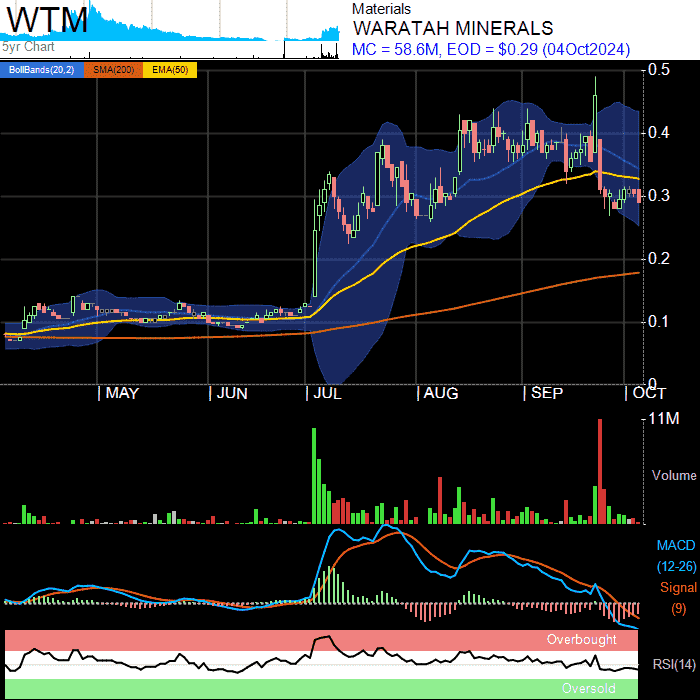 WTM
5yr Chart
Materials
WARATAH MINERALS
MC = 58.6M, EOD = $0.29 (04Oct2024)
BollBands(20,2) SMA(200) EMA(50)
0.5
0.4
0.3
0.2
0.1
0
MAY JUN JUL AUG SEP OCT
11M
Volume
MACD
(12-26)
Signal
(9)
Overbought
RSI(14)
Oversold